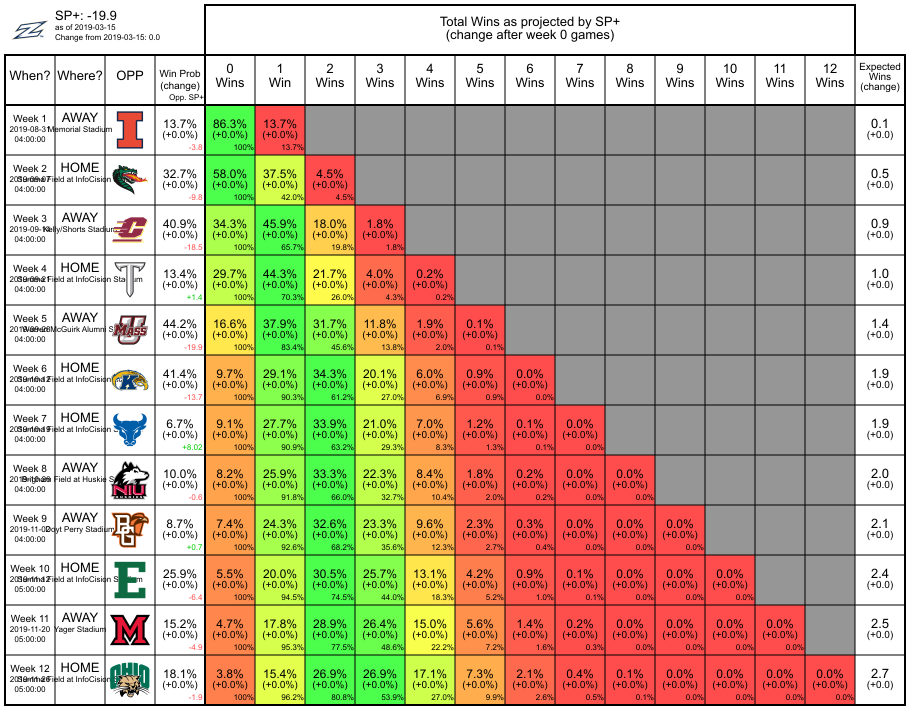 SP+: -19.9
as of 2019-03-15
Change from 2019-03-15: 0.0
Total Wins as projected by SP+
(change after week 0 games)
When? Where? OPP Win Prob (change) Opp. SP+ 0 Wins 1 Win 2 Wins 3 Wins 4 Wins 5 Wins 6 Wins 7 Wins 8 Wins 9 Wins 10 Wins 11 Wins 12 Wins Expected Wins (change)
Week 1 AWAY 13.7% 86.3% 13.7% 0.1
2019-08-31 Memorial Stadium (+0.0%) (+0.0%) (+0.0%) (+0.0)
04:00:00 -3.8 100% 13.7%
Week 2 HOME 32.7% 58.0% 37.5% 4.5% 0.5
Field at InfoCision (+0.0%) (+0.0%) (+0.0%) (+0.0%) (+0.0)
04:00:00 -9.8 100% 42.0% 4.5%
Week 3 AWAY 40.9% 34.3% 45.9% 18.0% 1.8% 0.9
Kelly/Shorts Stadium (+0.0%) (+0.0%) (+0.0%) (+0.0%) (+0.0%) (+0.0)
04:00:00 -18.5 100% 65.7% 19.8% 1.8%
Week 4 HOME 13.4% 29.7% 44.3% 21.7% 4.0% 0.2% 1.0
Field at InfoCision Stadium (+0.0%) (+0.0%) (+0.0%) (+0.0%) (+0.0%) (+0.0%) (+0.0)
04:00:00 +1.4 100% 70.3% 26.0% 4.3% 0.2%
Week 5 AWAY MASS 44.2% 16.6% 37.9% 31.7% 11.8% 1.9% 0.1% 1.4
McGuirk Alumni (+0.0%) (+0.0%) (+0.0%) (+0.0%) (+0.0%) (+0.0%) (+0.0%) (+0.0)
04:00:00 -19.9 100% 83.4% 45.6% 13.8% 2.0% 0.1%
Week 6 HOME K 41.4% 9.7% 29.1% 34.3% 20.1% 6.0% 0.9% 0.0% 1.9
Field at InfoCision (+0.0%) (+0.0%) (+0.0%) (+0.0%) (+0.0%) (+0.0%) (+0.0%) (+0.0%) (+0.0)
04:00:00 -13.7 100% 90.3% 61.2% 27.0% 6.9% 0.9% 0.0%
Week 7 HOME 6.7% 9.1% 27.7% 33.9% 21.0% 7.0% 1.2% 0.1% 0.0% 1.9
Field at InfoCision (+0.0%) (+0.0%) (+0.0%) (+0.0%) (+0.0%) (+0.0%) (+0.0%) (+0.0%) (+0.0%) (+0.0)
04:00:00 +8.02 100% 90.9% 63.2% 29.3% 8.3% 1.3% 0.1% 0.0%
Week 8 AWAY NIU 10.0% 8.2% 25.9% 33.3% 22.3% 8.4% 1.8% 0.2% 0.0% 0.0% 2.0
Field at Huskie (+0.0%) (+0.0%) (+0.0%) (+0.0%) (+0.0%) (+0.0%) (+0.0%) (+0.0%) (+0.0%) (+0.0%) (+0.0)
04:00:00 -0.6 100% 91.8% 66.0% 32.7% 10.4% 2.0% 0.2% 0.0% 0.0%
Week 9 AWAY BG 8.7% 7.4% 24.3% 32.6% 23.3% 9.6% 2.3% 0.3% 0.0% 0.0% 0.0% 2.1
Perry Stadium (+0.0%) (+0.0%) (+0.0%) (+0.0%) (+0.0%) (+0.0%) (+0.0%) (+0.0%) (+0.0%) (+0.0%) (+0.0%) (+0.0)
04:00:00 +0.7 100% 92.6% 68.2% 35.6% 12.3% 2.7% 0.4% 0.0% 0.0% 0.0%
Week 10 HOME E 25.9% 5.5% 20.0% 30.5% 25.7% 13.1% 4.2% 0.9% 0.1% 0.0% 0.0% 0.0% 2.4
Field at InfoCision Stadium (+0.0%) (+0.0%) (+0.0%) (+0.0%) (+0.0%) (+0.0%) (+0.0%) (+0.0%) (+0.0%) (+0.0%) (+0.0%) (+0.0%) (+0.0)
05:00:00 -6.4 100% 94.5% 74.5% 44.0% 18.3% 5.2% 1.0% 0.1% 0.0% 0.0% 0.0%
Week 11 AWAY M 15.2% 4.7% 17.8% 28.9% 26.4% 15.0% 5.6% 1.4% 0.2% 0.0% 0.0% 0.0% 0.0% 2.5
2019-11-20 Yager Stadium (+0.0%) (+0.0%) (+0.0%) (+0.0%) (+0.0%) (+0.0%) (+0.0%) (+0.0%) (+0.0%) (+0.0%) (+0.0%) (+0.0%) (+0.0%) (+0.0)
05:00:00 -4.9 100% 95.3% 77.5% 48.6% 22.2% 7.2% 1.6% 0.3% 0.0% 0.0% 0.0% 0.0%
Week 12 HOME OHIO 18.1% 3.8% 15.4% 26.9% 26.9% 17.1% 7.3% 2.1% 0.4% 0.1% 0.0% 0.0% 0.0% 0.0% 2.7
Field at InfoCision (+0.0%) (+0.0%) (+0.0%) (+0.0%) (+0.0%) (+0.0%) (+0.0%) (+0.0%) (+0.0%) (+0.0%) (+0.0%) (+0.0%) (+0.0%) (+0.0%) (+0.0)
05:00:00 -1.9 100% 96.2% 80.8% 53.9% 27.0% 9.9% 2.6% 0.5% 0.1% 0.0% 0.0% 0.0% 0.0%